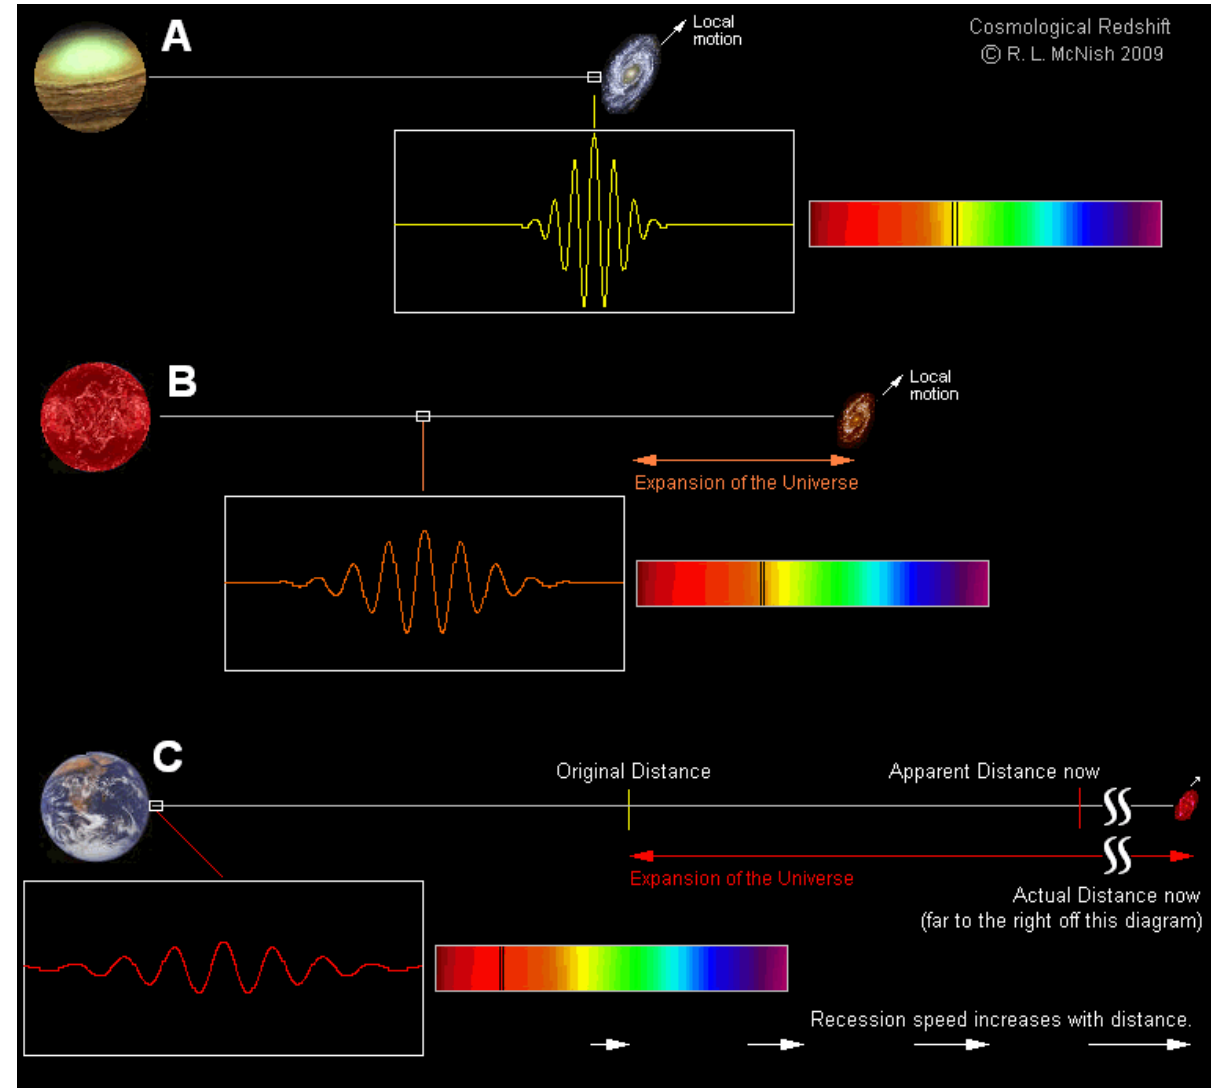 A
Local
motion
Cosmological Redshift
© R. L. McNish 2009
B
Local
motion
Expansion of the Universe
C
Original Distance
Apparent Distance now
Expansion of the Universe
Actual Distance now
(far to the right off this diagram)
Recession speed increases with distance.